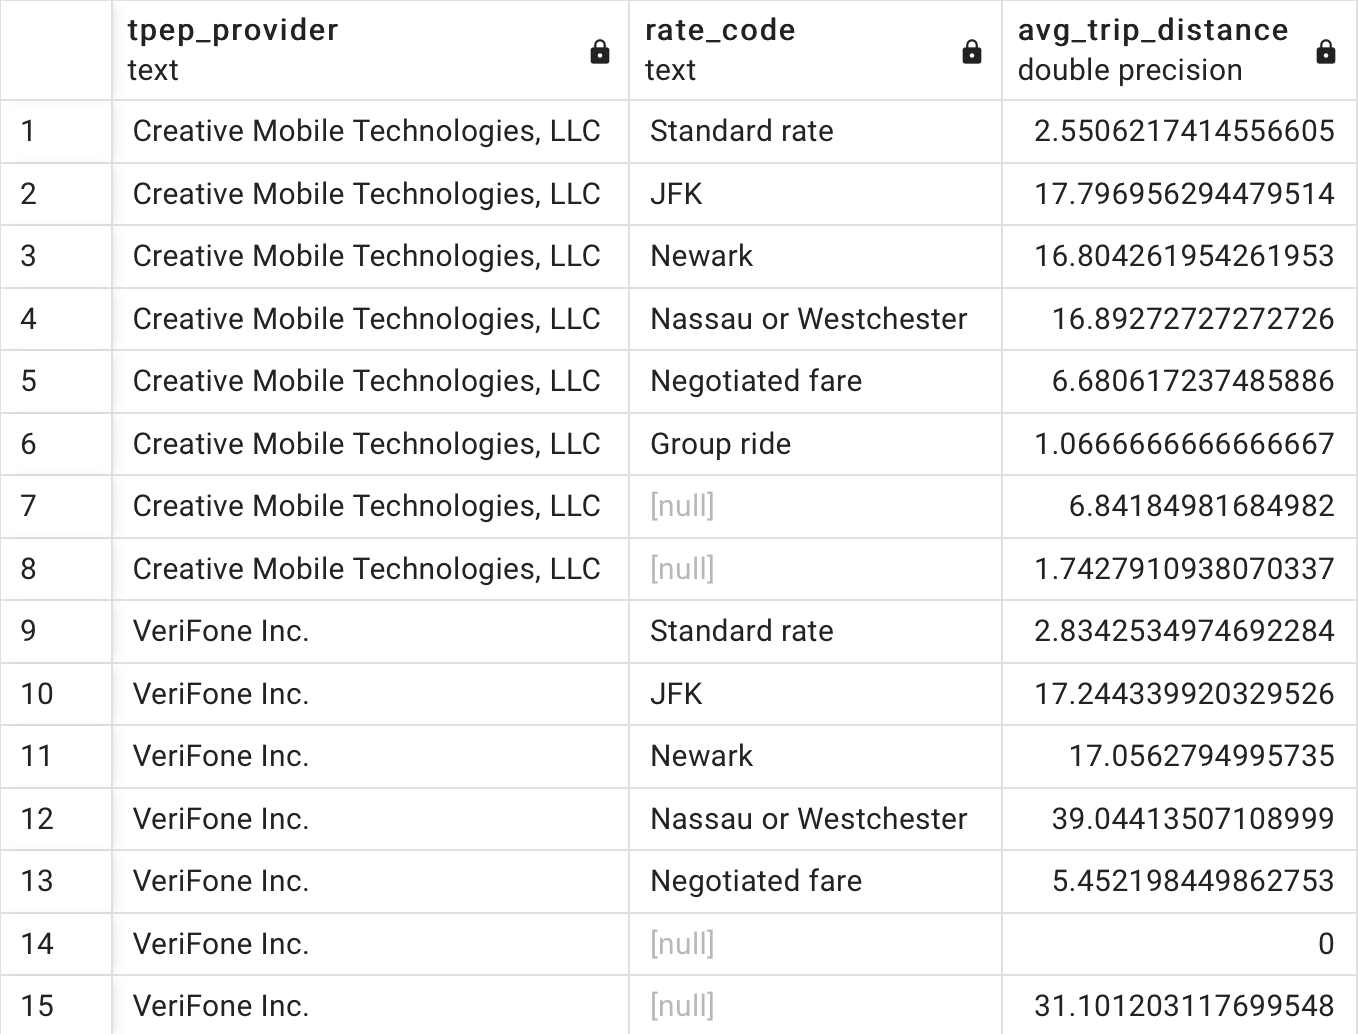 tpep_provider rate_code avg_trip_distance
text text double precision
1 Creative Mobile Technologies, LLC Standard rate 2.5506217414556605
2 Creative Mobile Technologies, LLC JFK 17.796956294479514
3 Creative Mobile Technologies, LLC Newark 16.804261954261953
4 Creative Mobile Technologies, LLC Nassau or Westchester 16.89272727272726
5 Creative Mobile Technologies, LLC Negotiated fare 6.680617237485886
6 Creative Mobile Technologies, LLC Group ride 1.0666666666666667
7 Creative Mobile Technologies, LLC [null] 6.84184981684982
8 Creative Mobile Technologies, LLC [null] 1.7427910938070337
9 VeriFone Inc. Standard rate 2.8342534974692284
10 VeriFone Inc. JFK 17.244339920329526
11 VeriFone Inc. Newark 17.0562794995735
12 VeriFone Inc. Nassau or Westchester 39.04413507108999
13 VeriFone Inc. Negotiated fare 5.452198449862753
14 VeriFone Inc. [null] 0
15 VeriFone Inc. [null] 31.101203117699548